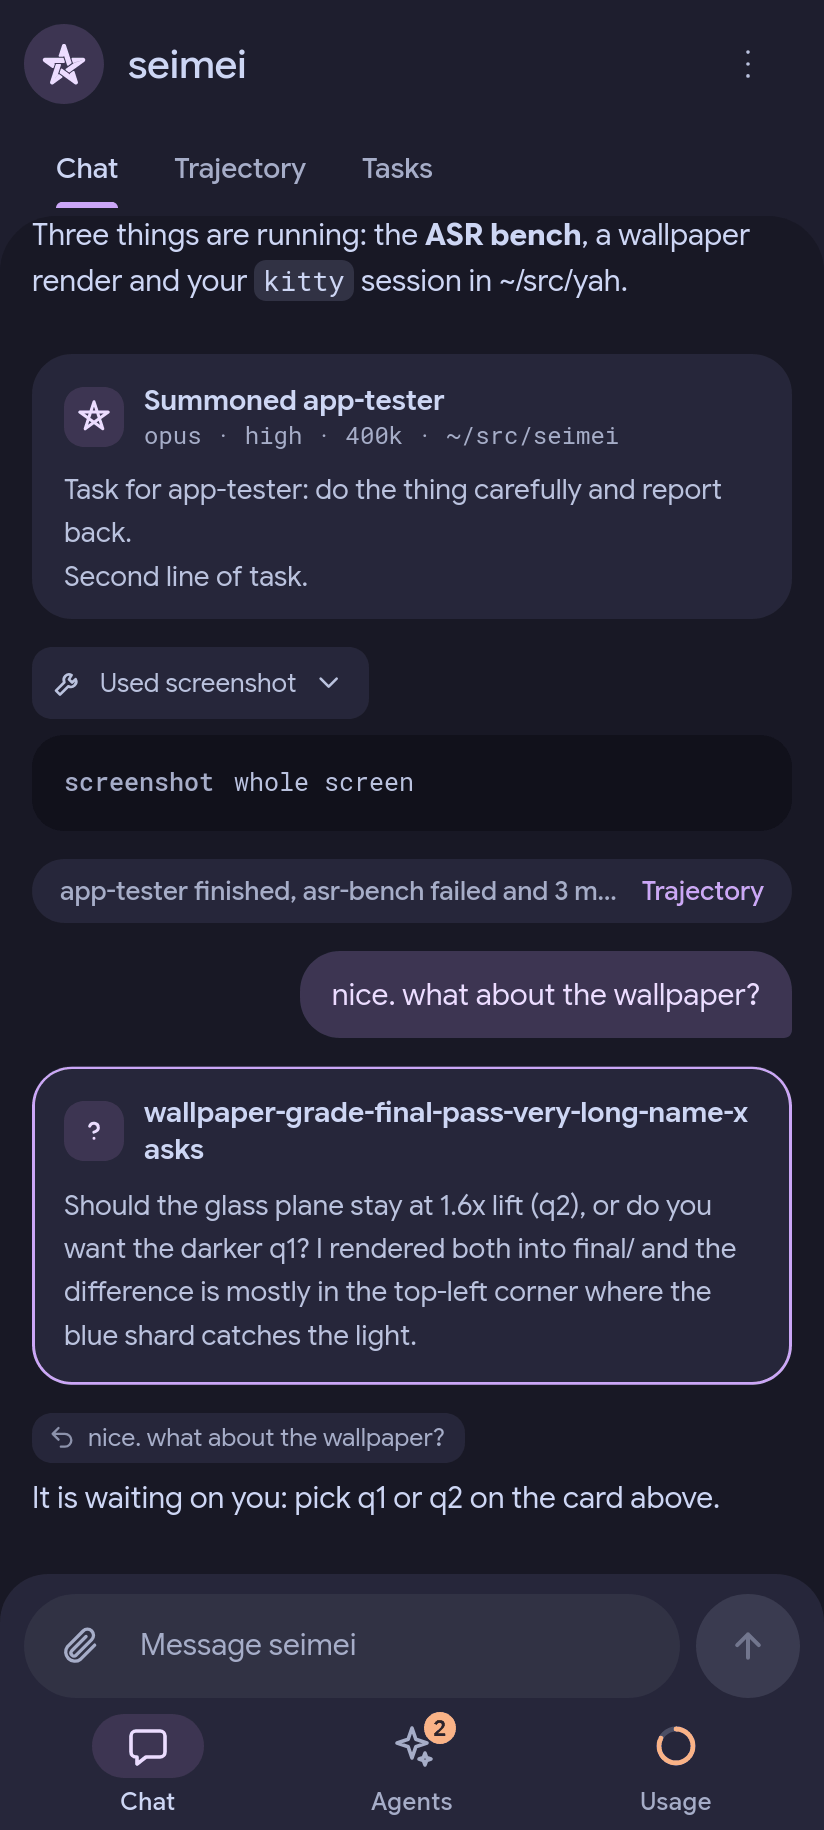 seimei
Chat Trajectory Tasks
Three things are running: the ASR bench, a wallpaper
render and your kitty session in ~/src/yah.
Summoned app-tester
opus · high · 400k · ~/src/seimei
Task for app-tester: do the thing carefully and report
back.
Second line of task.
Used screenshot
screenshot whole screen
app-tester finished, asr-bench failed and 3 m... Trajectory
nice. what about the wallpaper?
?
wallpaper-grade-final-pass-very-long-name-x
asks
Should the glass plane stay at 1.6x lift (q2), or do you
want the darker q1? I rendered both into final/ and the
difference is mostly in the top-left corner where the
blue shard catches the light.
nice. what about the wallpaper?
It is waiting on you: pick q1 or q2 on the card above.
Message seimei
2
Chat Agents Usage